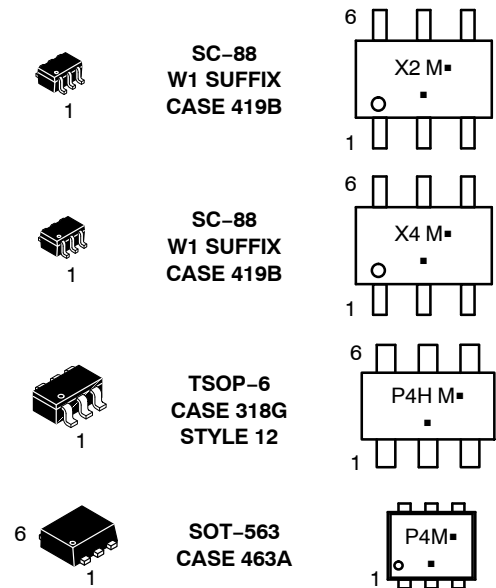 6
SC−88
W1 SUFFIX
CASE 419B
X2 M▪
▪
1
1
6
SC−88
W1 SUFFIX
CASE 419B
X4 M▪
▪
1
1
6
TSOP−6
CASE 318G
STYLE 12
P4H M▪
▪
1
1
6
SOT−563
CASE 463A
P4M▪
▪
1
1